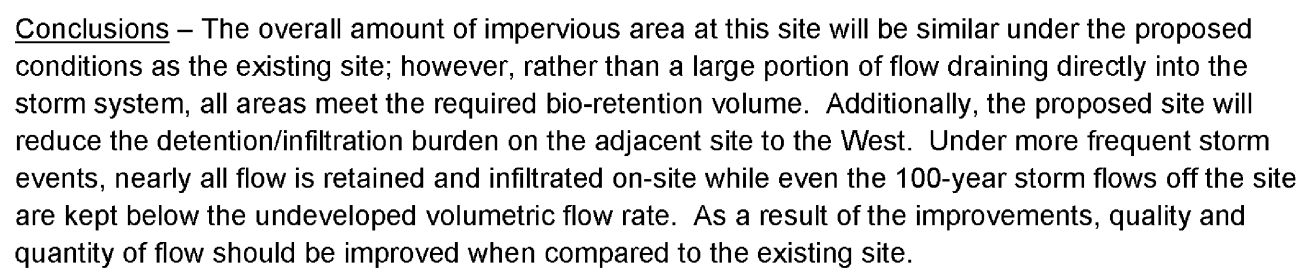 Conclusions – The overall amount of impervious area at this site will be similar under the proposed
conditions as the existing site; however, rather than a large portion of flow draining directly into the
storm system, all areas meet the required bio-retention volume.  Additionally, the proposed site will
reduce the detention/infiltration burden on the adjacent site to the West.  Under more frequent storm
events, nearly all flow is retained and infiltrated on-site while even the 100-year storm flows off the site
are kept below the undeveloped volumetric flow rate.  As a result of the improvements, quality and
quantity of flow should be improved when compared to the existing site.